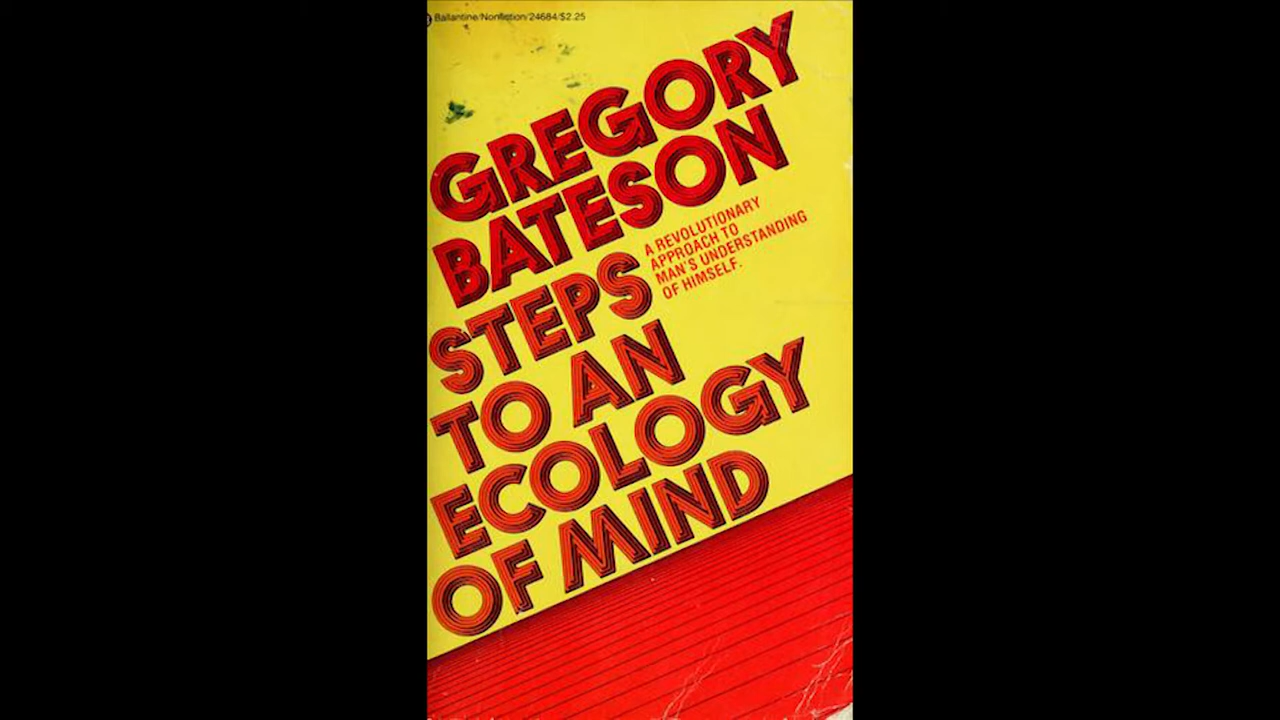 Ballantine/Nonfiction/24684/$2.25
GREGORY
BATESON
A REVOLUTIONARY
APPROACH TO
MAN'S UNDERSTANDING
OF HIMSELF.
STEPS
TO AN
ECOLOGY
OF MIND